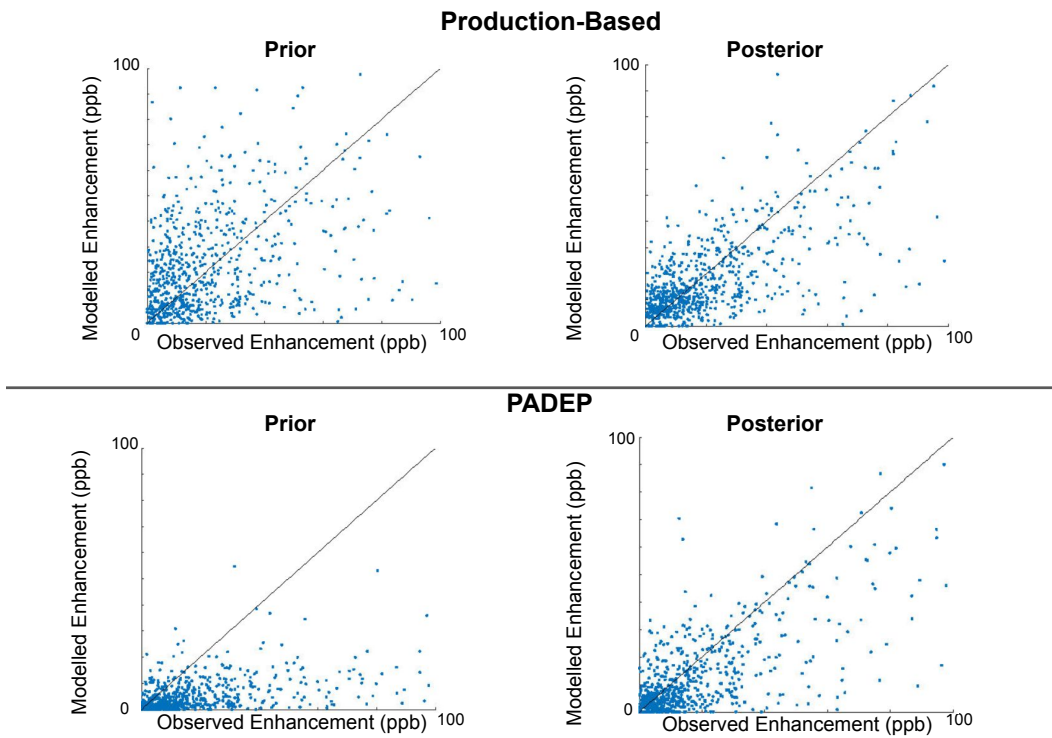 Production-Based
Prior
Posterior
100
100
Modelled Enhancement (ppb)
Modelled Enhancement (ppb)
0
Observed Enhancement (ppb)
100
0
Observed Enhancement (ppb)
100
PADEP
Prior
Posterior
100
100
Modelled Enhancement (ppb)
Modelled Enhancement (ppb)
0
Observed Enhancement (ppb)
100
0
Observed Enhancement (ppb)
100